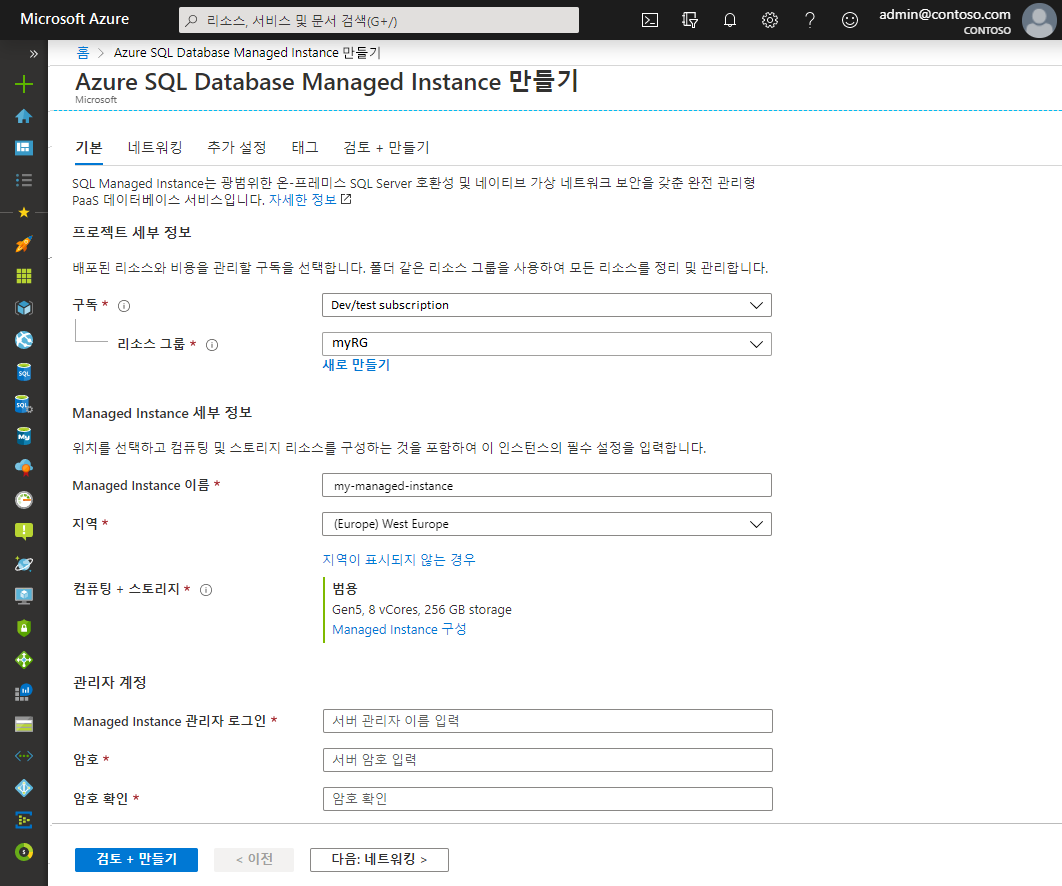 Microsoft Azure
리소스, 서비스 및 문서 검색(G+/)
admin@contoso.com
CONTOSO
홈 > Azure SQL Database Managed Instance 만들기
Azure SQL Database Managed Instance 만들기
Microsoft
기본 네트워킹 추가 설정 태그 검토 + 만들기
SQL Managed Instance는 광범위한 온-프레미스 SQL Server 호환성 및 네이티브 가상 네트워크 보안을 갖춘 완전 관리형
PaaS 데이터베이스 서비스입니다. 자세한 정보
프로젝트 세부 정보
배포된 리소스와 비용을 관리할 구독을 선택합니다. 폴더 같은 리소스 그룹을 사용하여 모든 리소스를 정리 및 관리합니다.
구독 * Dev/test subscription
리소스 그룹 * myRG
새로 만들기
Managed Instance 세부 정보
위치를 선택하고 컴퓨팅 및 스토리지 리소스를 구성하는 것을 포함하여 이 인스턴스의 필수 설정을 입력합니다.
Managed Instance 이름 * my-managed-instance
지역 * (Europe) West Europe
지역이 표시되지 않는 경우
컴퓨팅 + 스토리지 * 범용
Gen5, 8 vCores, 256 GB storage
Managed Instance 구성
관리자 계정
Managed Instance 관리자 로그인 * 서버 관리자 이름 입력
암호 * 서버 암호 입력
암호 확인 * 암호 확인
검토 + 만들기 < 이전 다음: 네트워킹 >